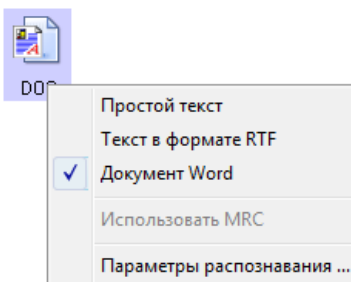 DOC
Простой текст
Текст в формате RTF
Документ Word
Использовать MRC
Параметры распознавания ...